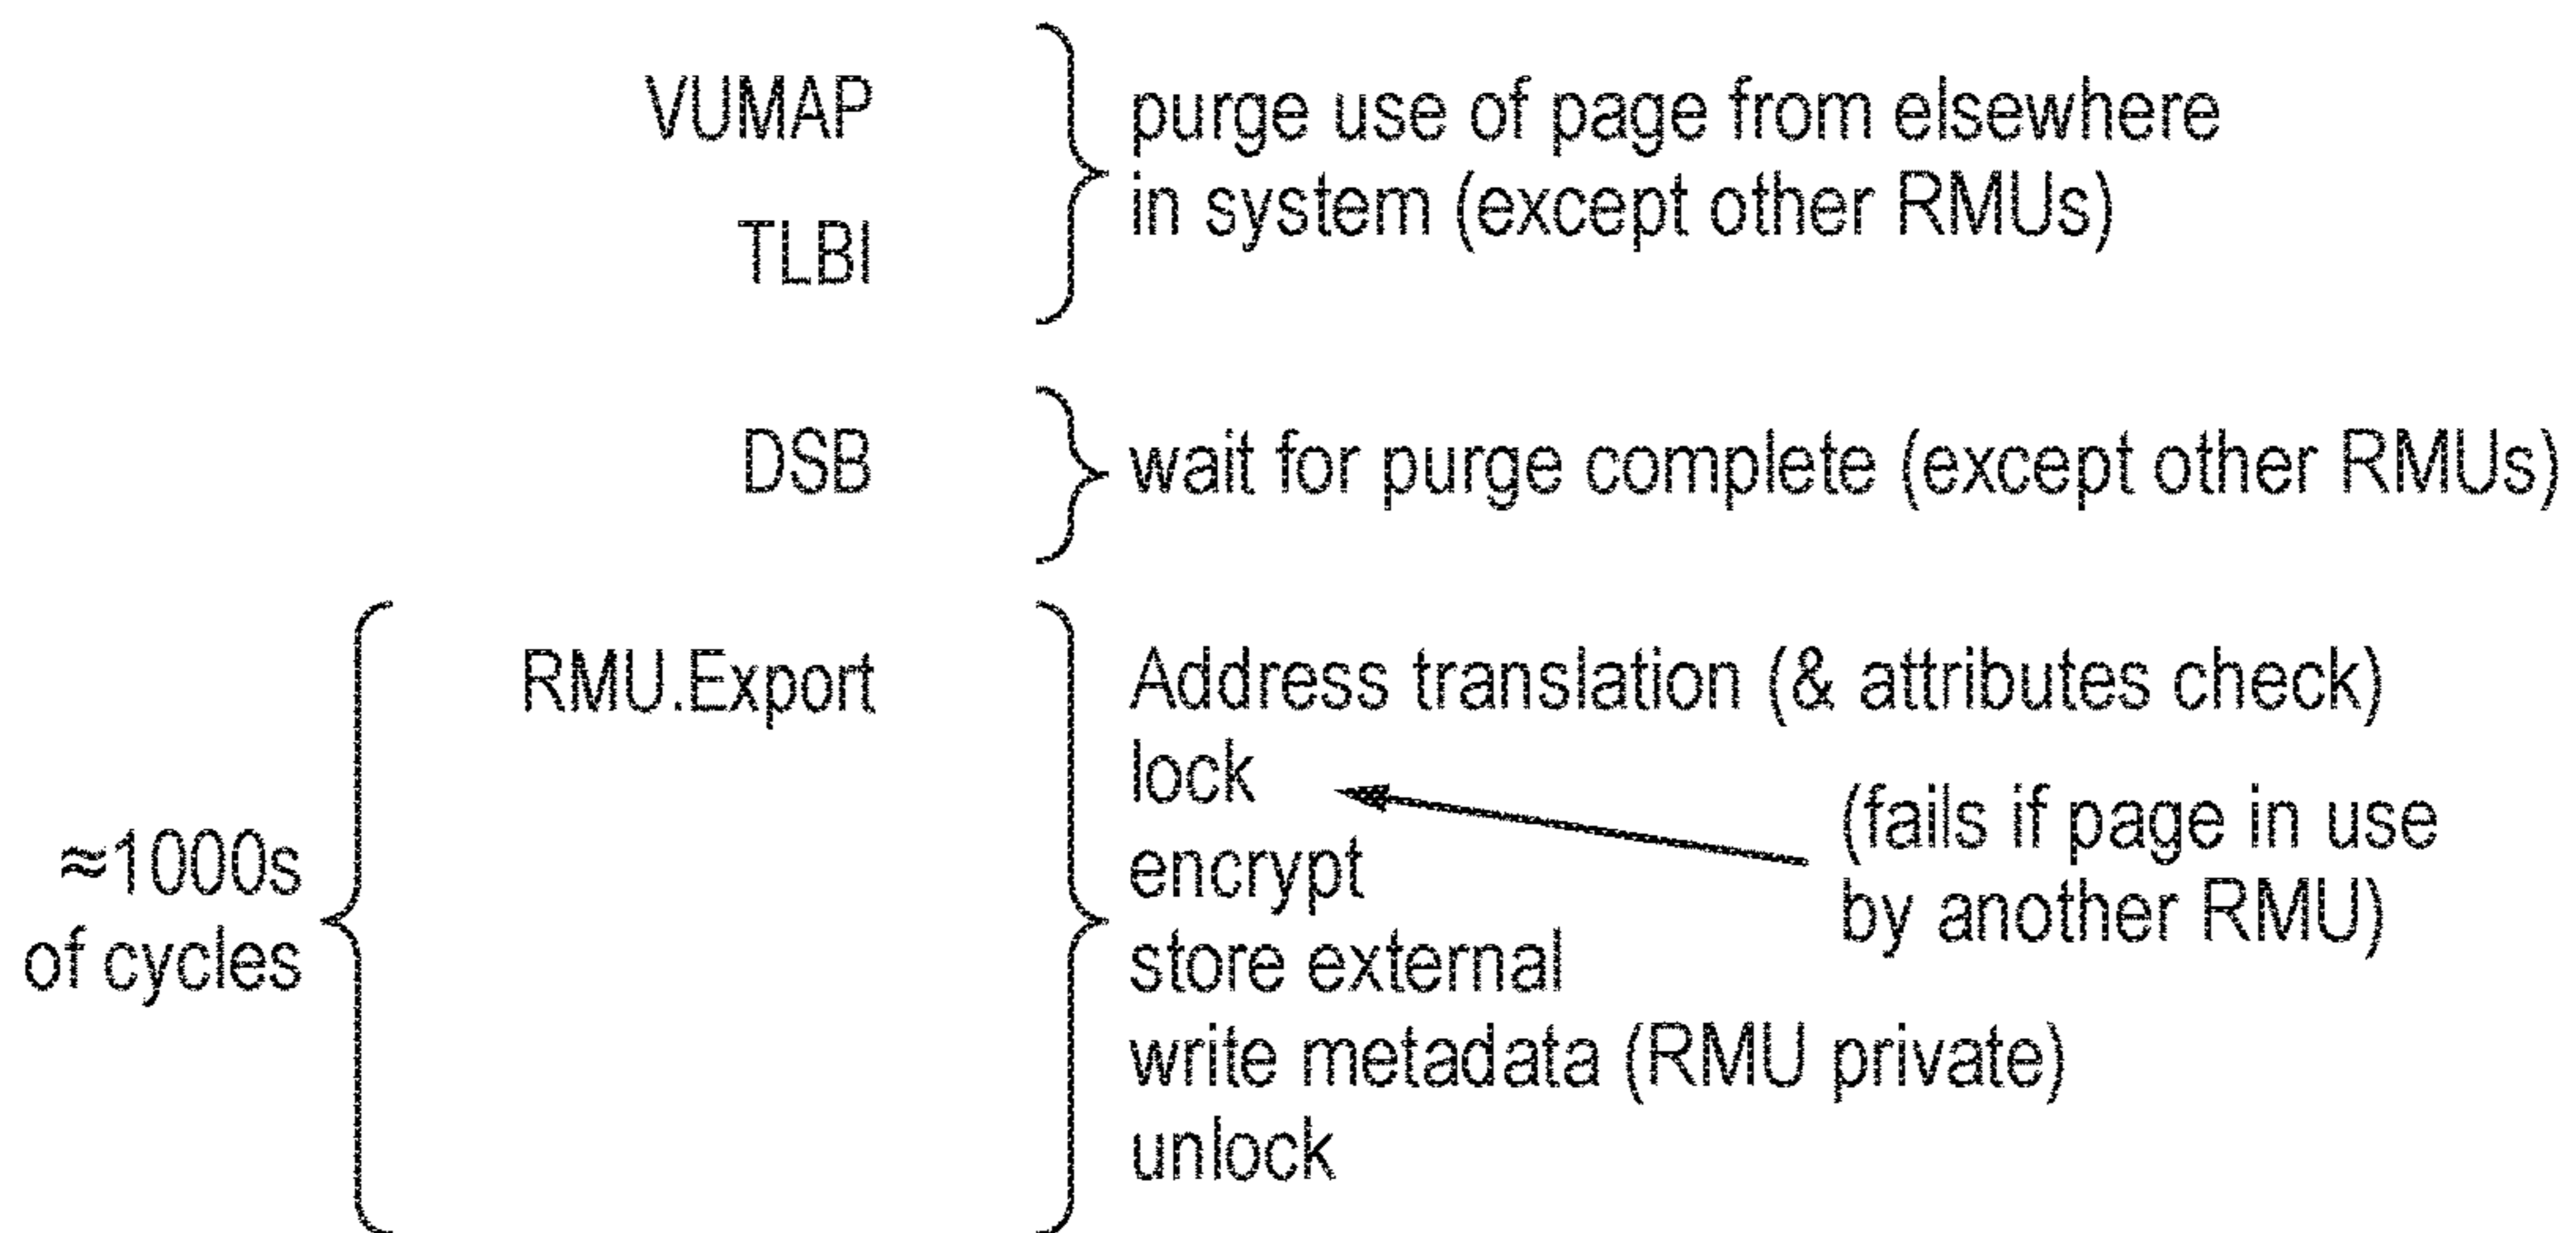 VUMAP
TLBI
purge use of page from elsewhere
in system (except other RMUs)
DSB
wait for purge complete (except other RMUs)
≈1000s
of cycles
RMU.Export
Address translation (& attributes check)
lock
encrypt
store external
write metadata (RMU private)
unlock
(fails if page in use
by another RMU)